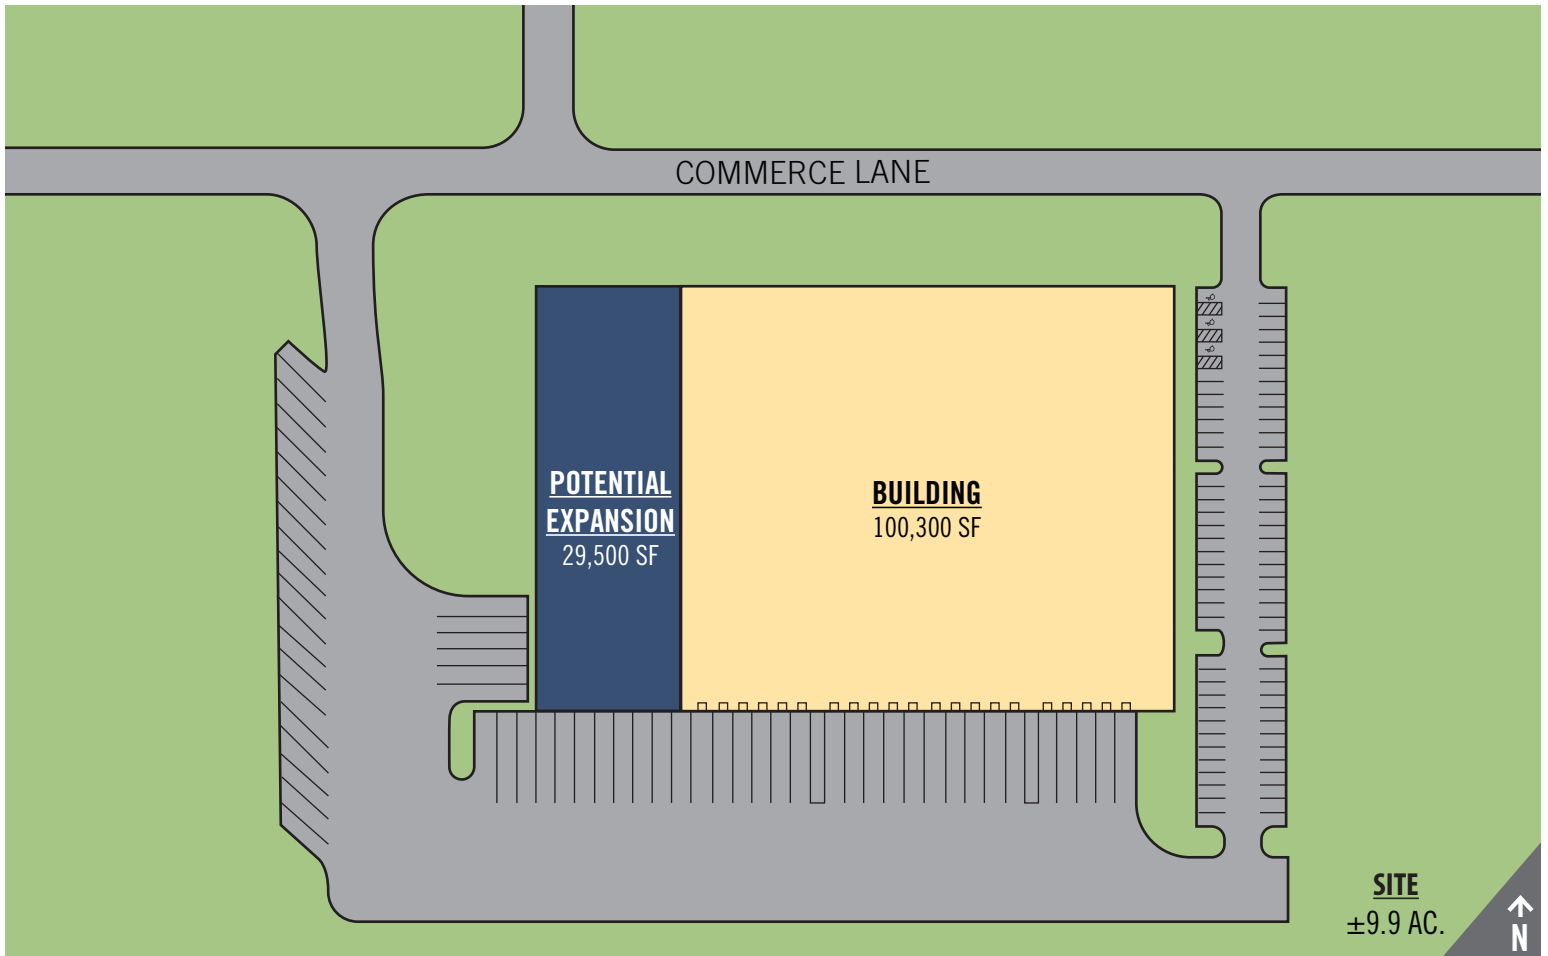 COMMERCE LANE
POTENTIAL
EXPANSION
29,500 SF
BUILDING
100,300 SF
SITE
±9.9 AC.
N